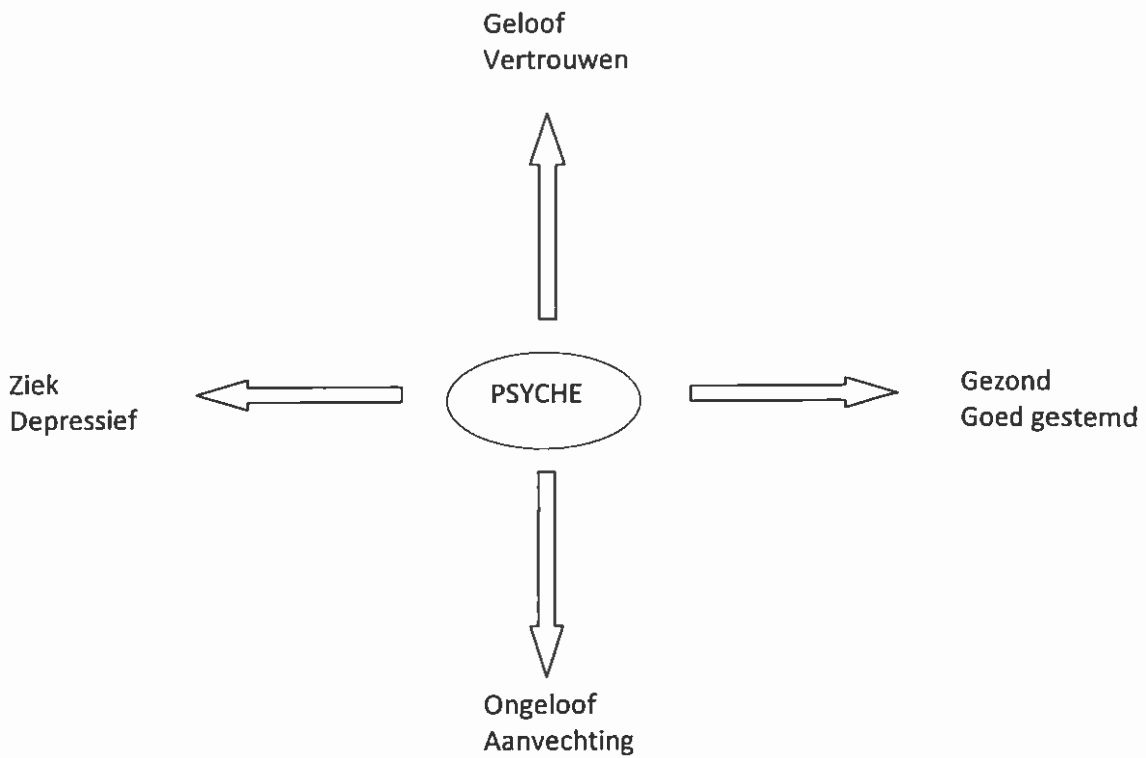 Geloof
Vertrouwen
Ziek
Depressief
PSYCHE
Gezond
Goed gestemd
Ongeloof
Aanvechting